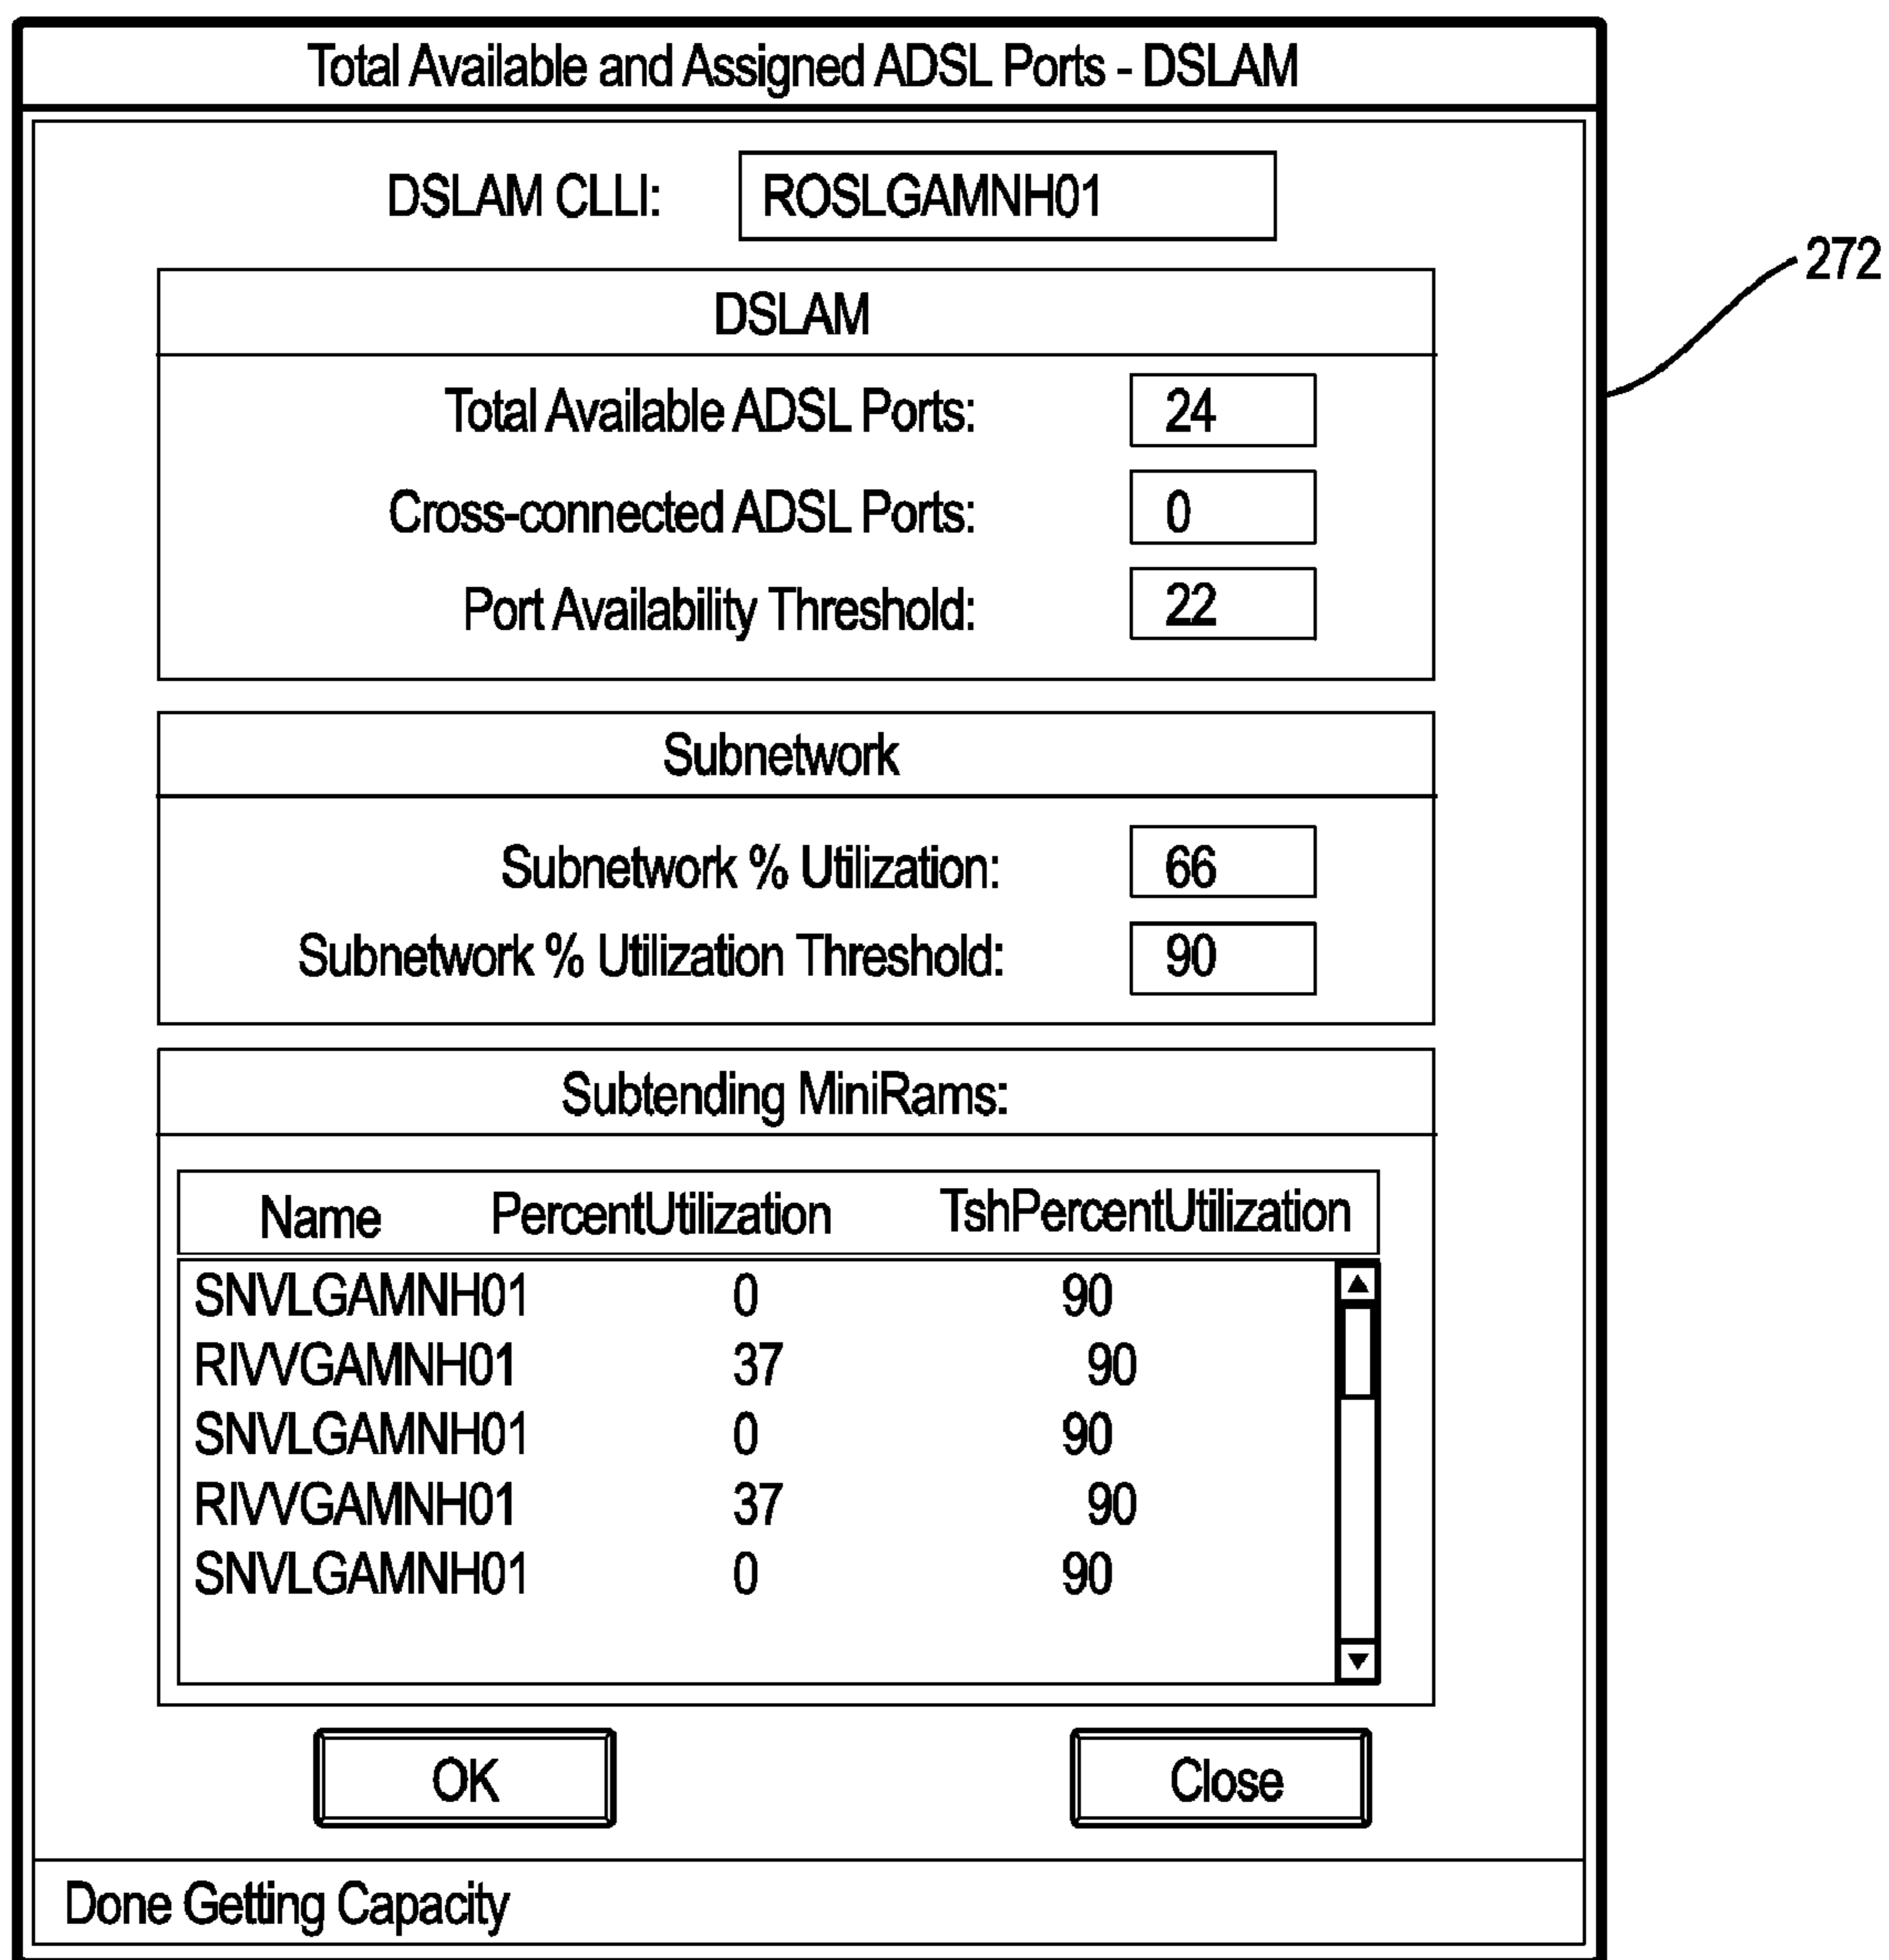 Total Available and Assigned ADSL Ports - DSLAM
DSLAM CLLI: ROSLGAMNH01
272
DSLAM
Total Available ADSL Ports: 24
Cross-connected ADSL Ports: 0
Port Availability Threshold: 22
Subnetwork
Subnetwork % Utilization: 66
Subnetwork % Utilization Threshold: 90
Subtending MiniRams:
Name PercentUtilization TshPercentUtilization
SNVLGAMNH01 0 90
RIVVGAMNH01 37 90
SNVLGAMNH01 0 90
RIVVGAMNH01 37 90
SNVLGAMNH01 0 90
OK Close
Done Getting Capacity